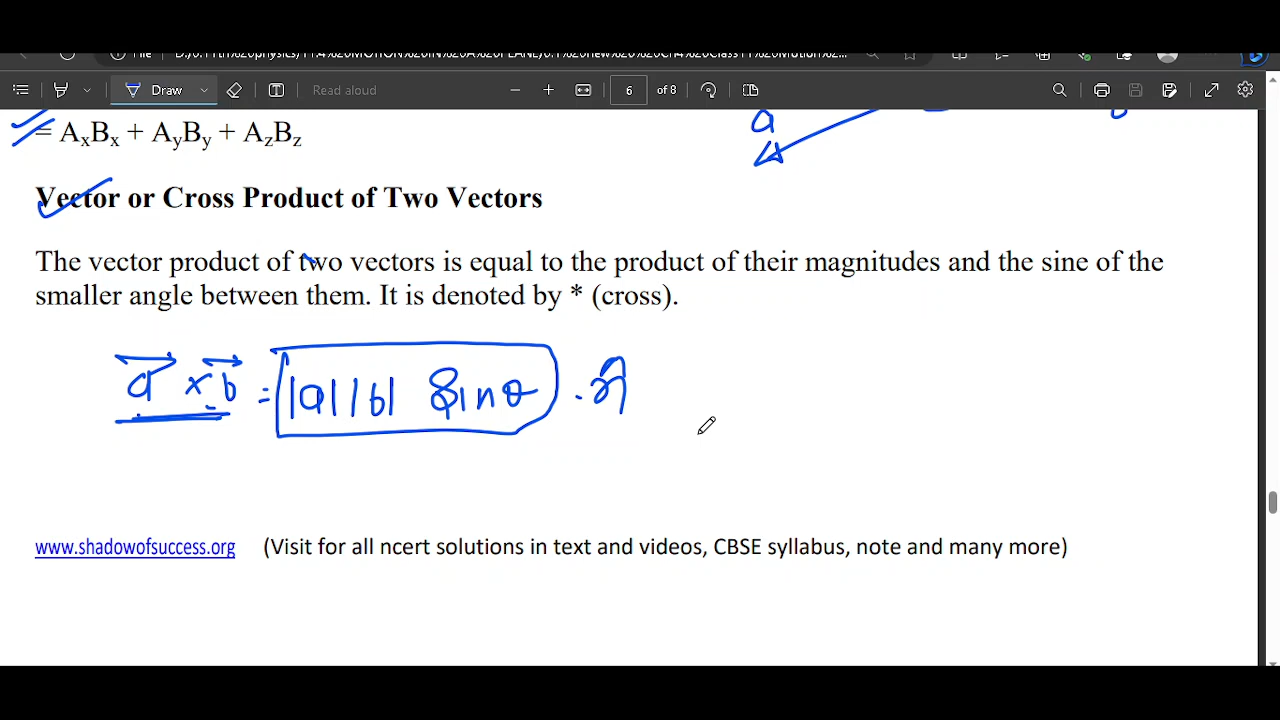 Draw Read aloud 6 of 8
a
= AxBx + AyBy + AzBz
Vector or Cross Product of Two Vectors
The vector product of two vectors is equal to the product of their magnitudes and the sine of the
smaller angle between them. It is denoted by * (cross).
a × b = |a| |b| Sin θ . n̂
www.shadowofsuccess.org (Visit for all ncert solutions in text and videos, CBSE syllabus, note and many more)